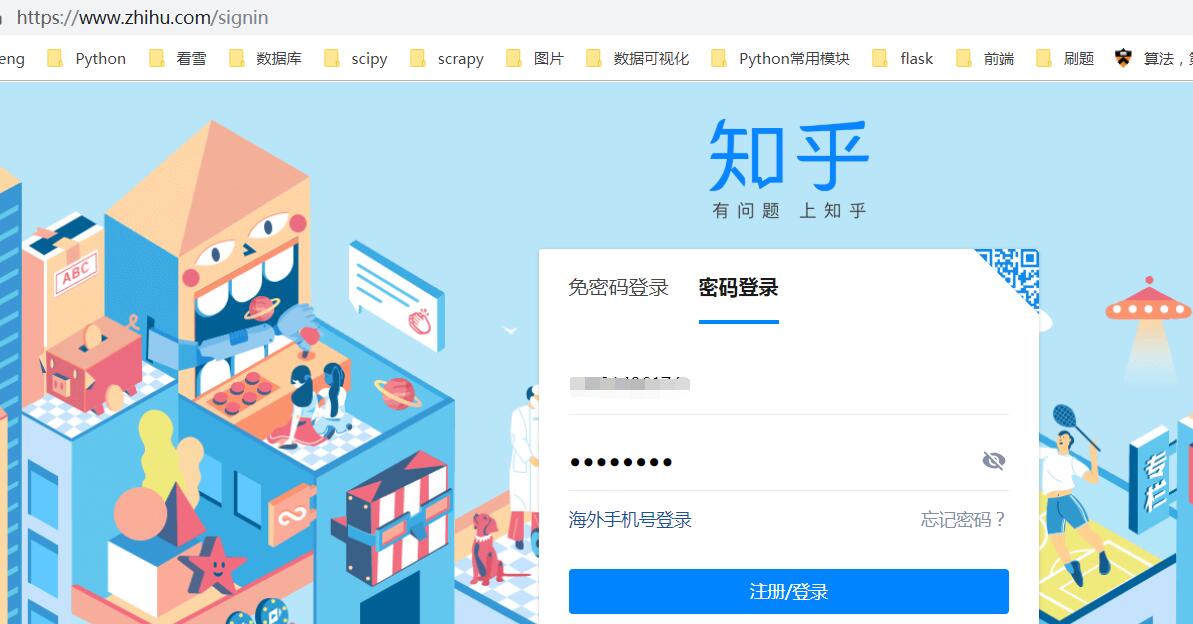 https://www.zhihu.com/signin
eng Python 看雪 数据库 scipy scrapy 图片 数据可视化 Python常用模块 flask 前端 刷题 算法，
知乎
有问题 上知乎
ABC
免密码登录 密码登录
专栏
海外手机号登录 忘记密码？
注册/登录